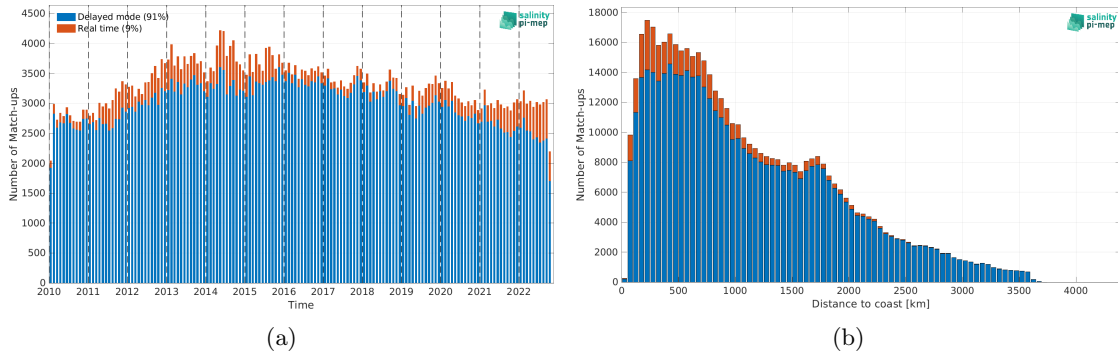 Delayed mode (91%)
Real time (9%)
salinity
pi-mep
Number of Match-ups
4500
4000
3500
3000
2500
2000
1500
1000
500
0
2010 2011 2012 2013 2014 2015 2016 2017 2018 2019 2020 2021 2022
Time
(a)
salinity
pi-mep
Number of Match-ups
18000
16000
14000
12000
10000
8000
6000
4000
2000
0
0 500 1000 1500 2000 2500 3000 3500 4000
Distance to coast [km]
(b)